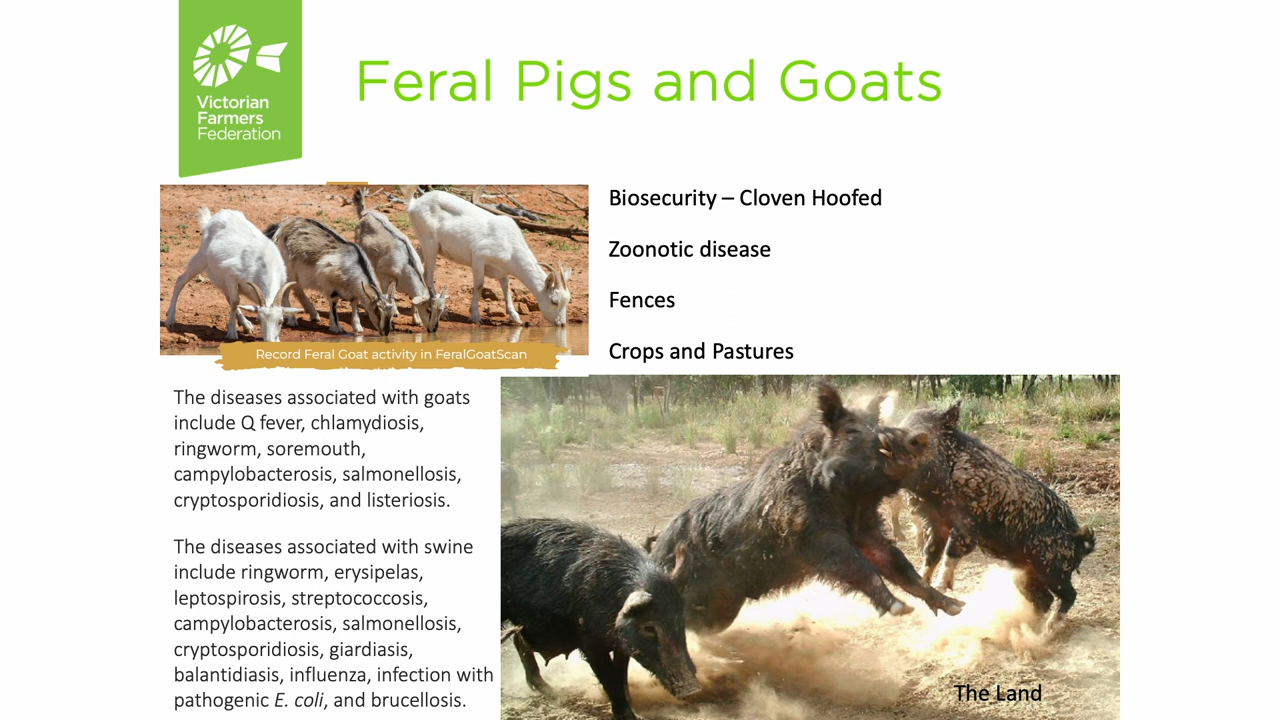 Victorian
Farmers
Federation
Feral Pigs and Goats
Biosecurity – Cloven Hoofed
Zoonotic disease
Fences
Crops and Pastures
Record Feral Goat activity in FeralGoatScan
The diseases associated with goats
include Q fever, chlamydiosis,
ringworm, soremouth,
campylobacterosis, salmonellosis,
cryptosporidiosis, and listeriosis.
The diseases associated with swine
include ringworm, erysipelas,
leptospirosis, streptococcosis,
campylobacterosis, salmonellosis,
cryptosporidiosis, giardiasis,
balantidiasis, influenza, infection with
pathogenic E. coli, and brucellosis.
The Land